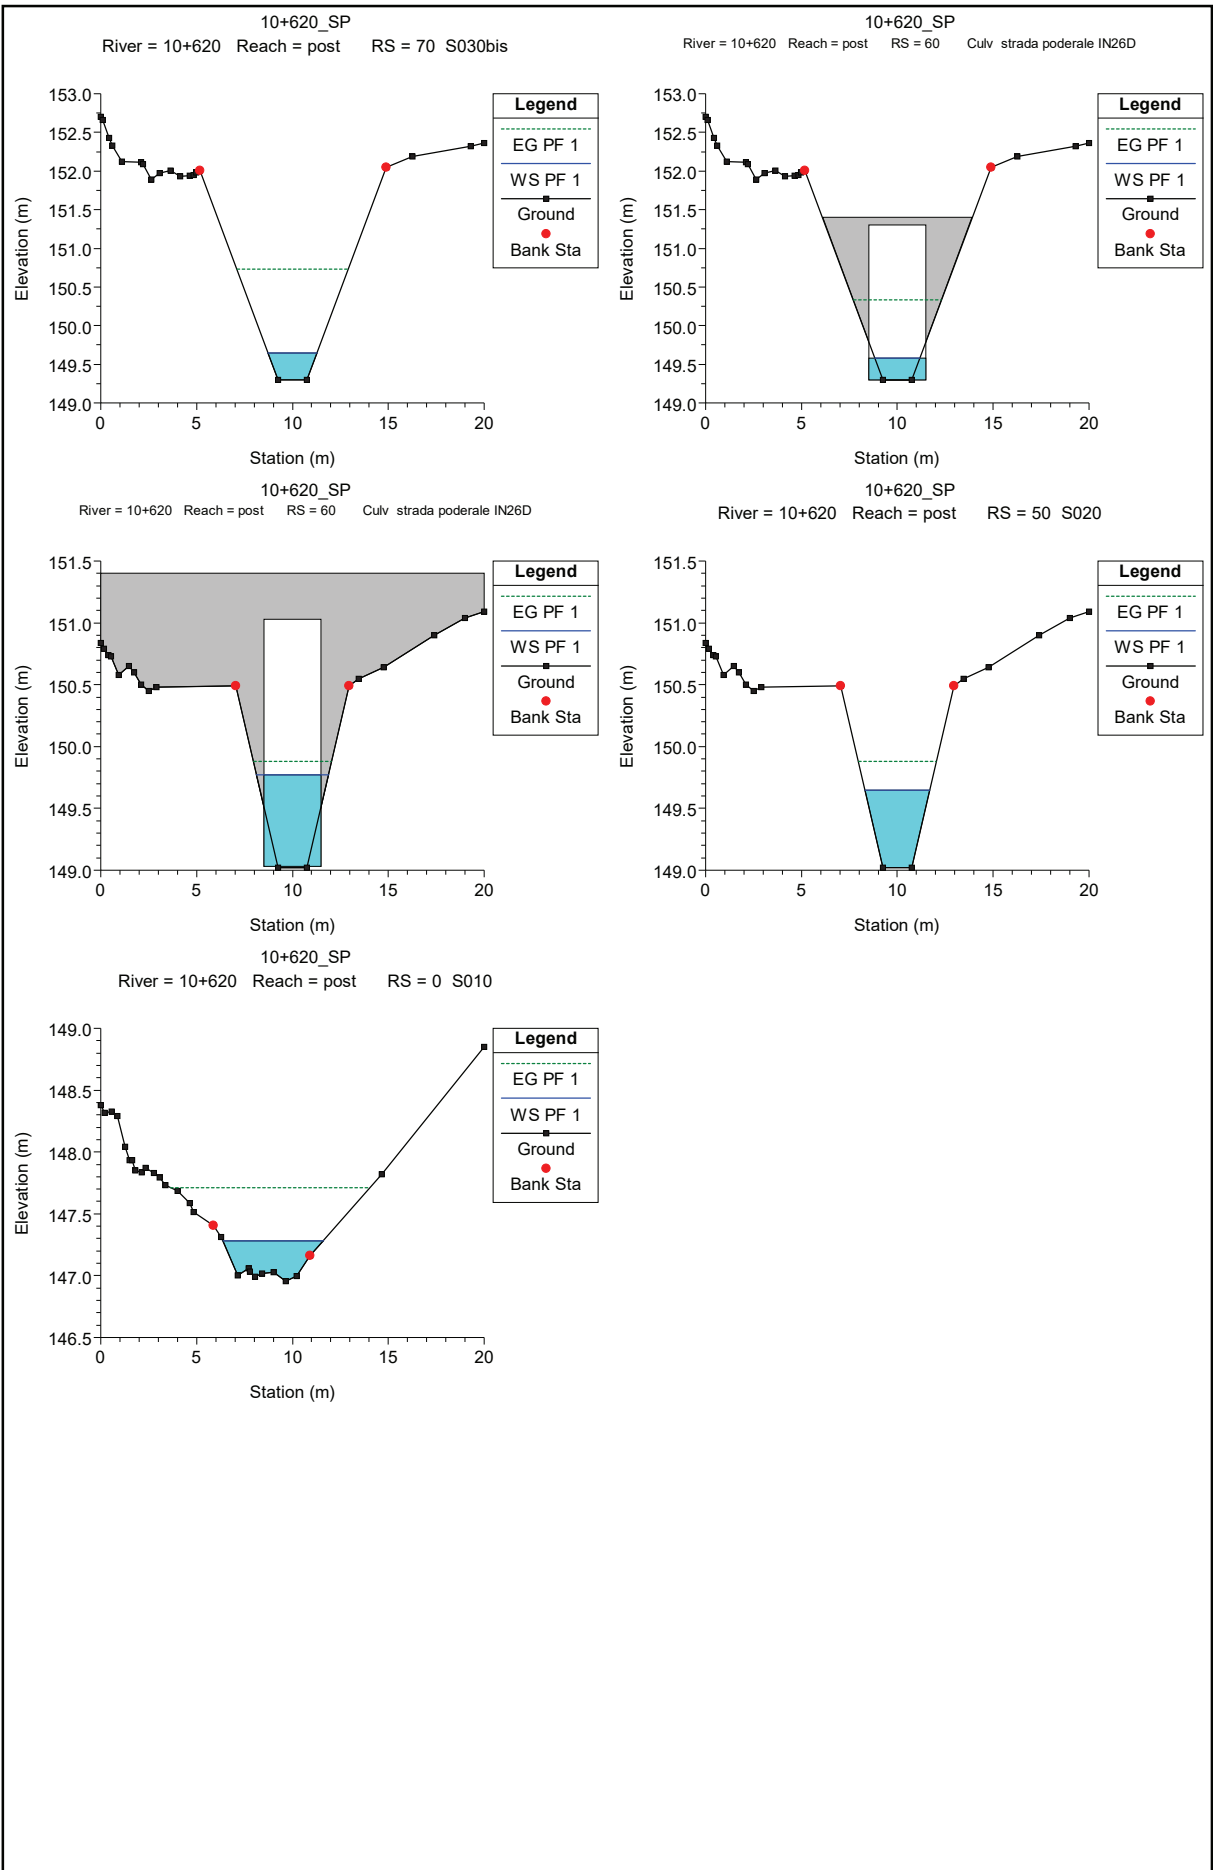 10+620_SP
River = 10+620 Reach = post RS = 70 S030bis
153.0
152.5
152.0
151.5
151.0
150.5
150.0
149.5
149.0
Elevation (m)
0 5 10 15 20
Station (m)
Legend
EG PF 1
WS PF 1
Ground
Bank Sta
10+620_SP
River = 10+620 Reach = post RS = 60 Culv strada poderale IN26D
153.0
152.5
152.0
151.5
151.0
150.5
150.0
149.5
149.0
Elevation (m)
0 5 10 15 20
Station (m)
Legend
EG PF 1
WS PF 1
Ground
Bank Sta
10+620_SP
River = 10+620 Reach = post RS = 60 Culv strada poderale IN26D
151.5
151.0
150.5
150.0
149.5
149.0
Elevation (m)
0 5 10 15 20
Station (m)
Legend
EG PF 1
WS PF 1
Ground
Bank Sta
10+620_SP
River = 10+620 Reach = post RS = 50 S020
151.5
151.0
150.5
150.0
149.5
149.0
Elevation (m)
0 5 10 15 20
Station (m)
Legend
EG PF 1
WS PF 1
Ground
Bank Sta
10+620_SP
River = 10+620 Reach = post RS = 0 S010
149.0
148.5
148.0
147.5
147.0
146.5
Elevation (m)
0 5 10 15 20
Station (m)
Legend
EG PF 1
WS PF 1
Ground
Bank Sta